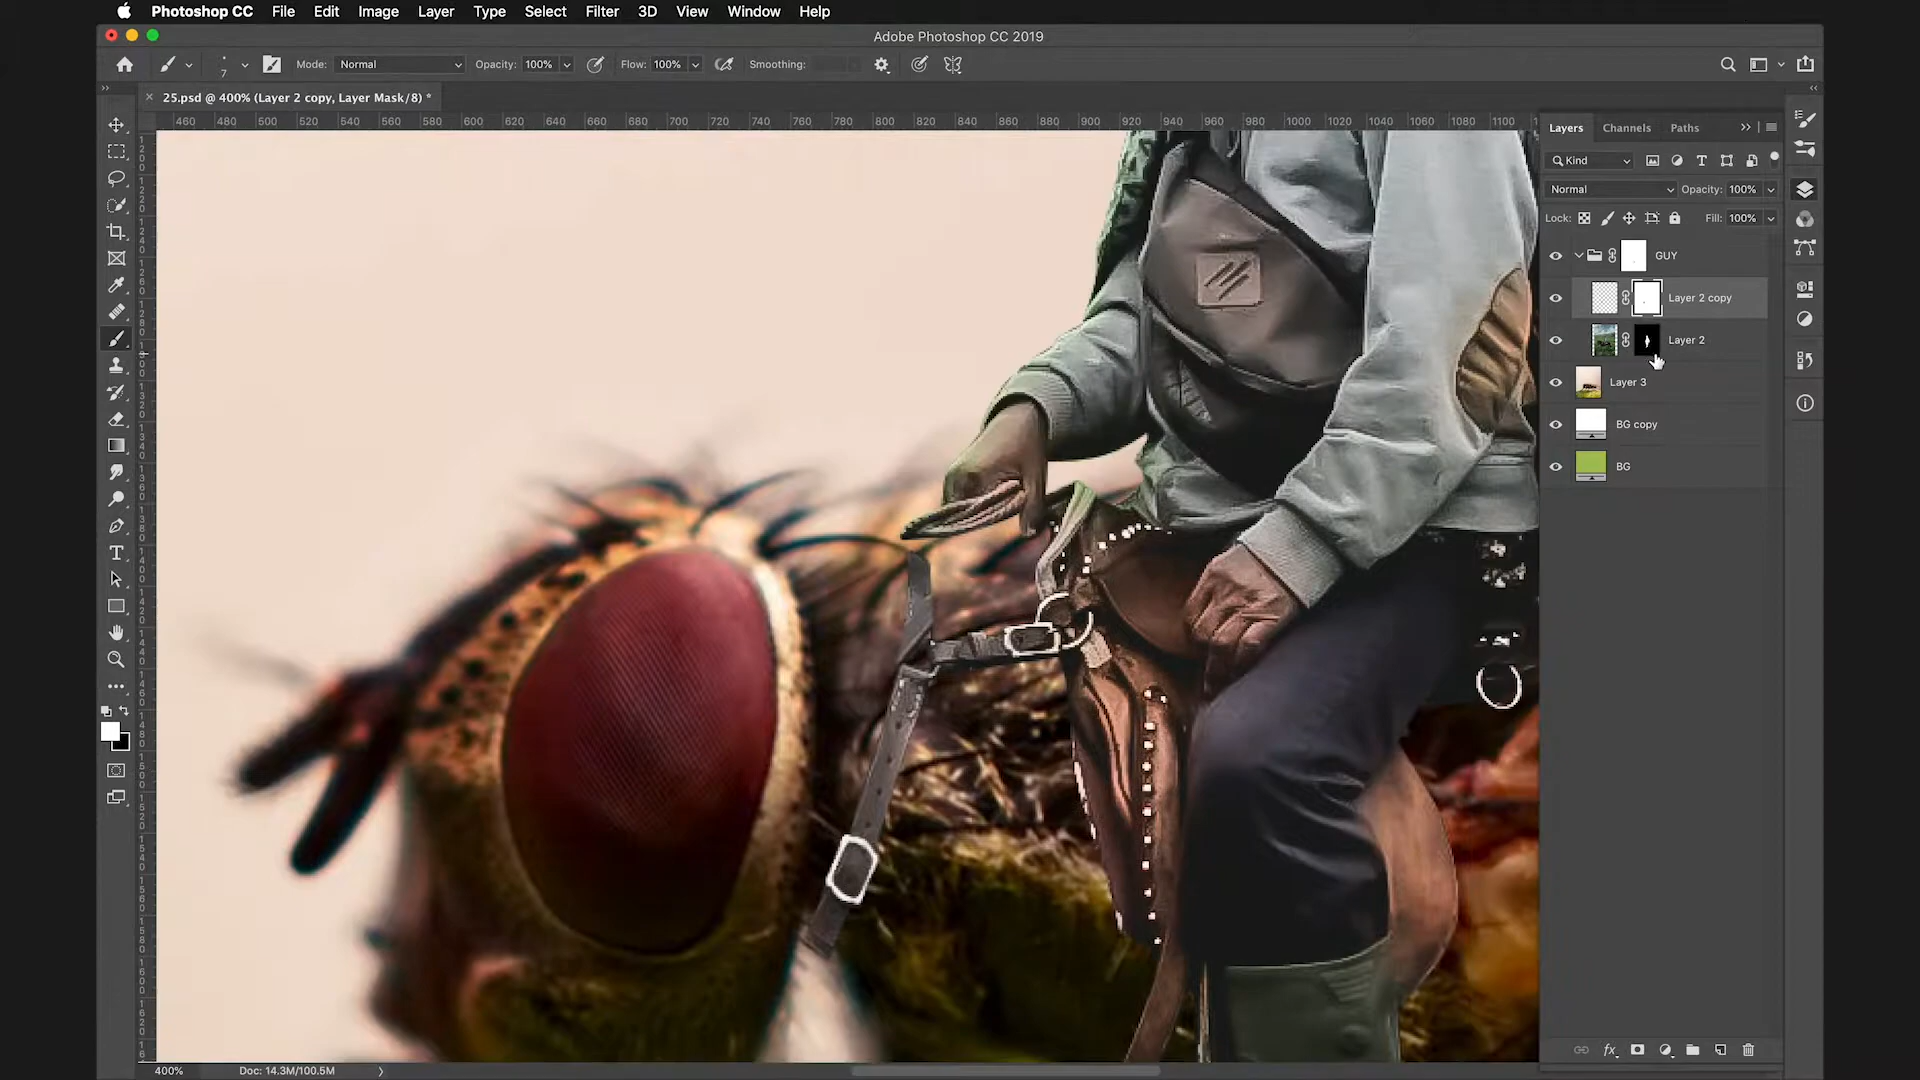 Photoshop CC File Edit Image Layer Type Select Filter 3D View Window Help
Adobe Photoshop CC 2019
7 Mode: Normal Opacity: 100% Flow: 100% Smoothing:
× 25.psd @ 400% (Layer 2 copy, Layer Mask/8) *
460 480 500 520 540 560 580 600 620 640 660 680 700 720 740 760 780 800 820 840 860 880 900 920 940 960 980 1000 1020 1040 1060 1080 1100
Layers Channels Paths
Kind
Normal Opacity: 100%
Lock: Fill: 100%
GUY
Layer 2 copy
Layer 2
Layer 3
BG copy
BG
400% Doc: 14.3M/100.5M